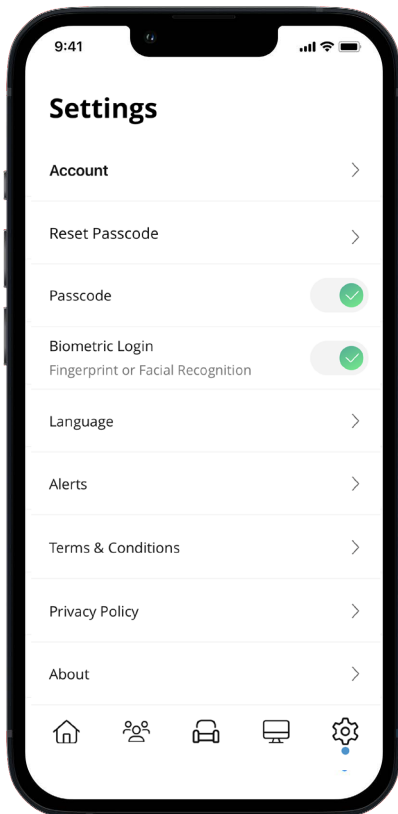 9:41
Settings
Account
Reset Passcode
Passcode
Biometric Login
Fingerprint or Facial Recognition
Language
Alerts
Terms & Conditions
Privacy Policy
About